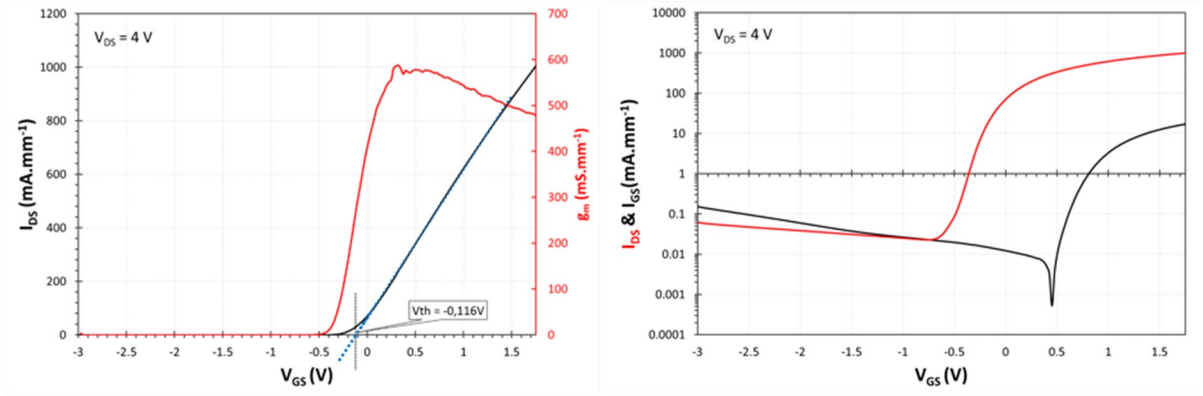 V_DS = 4 V
1200
1000
800
600
400
200
0
I_DS (mA.mm⁻¹)
700
600
500
400
300
200
100
0
g_m (mS.mm⁻¹)
Vth = -0,116V
-3 -2.5 -2 -1.5 -1 -0.5 0 0.5 1 1.5
V_GS (V)
V_DS = 4 V
10000
1000
100
10
1
0.1
0.01
0.001
0.0001
I_DS & I_GS(mA.mm⁻¹)
-3 -2.5 -2 -1.5 -1 -0.5 0 0.5 1 1.5
V_GS (V)